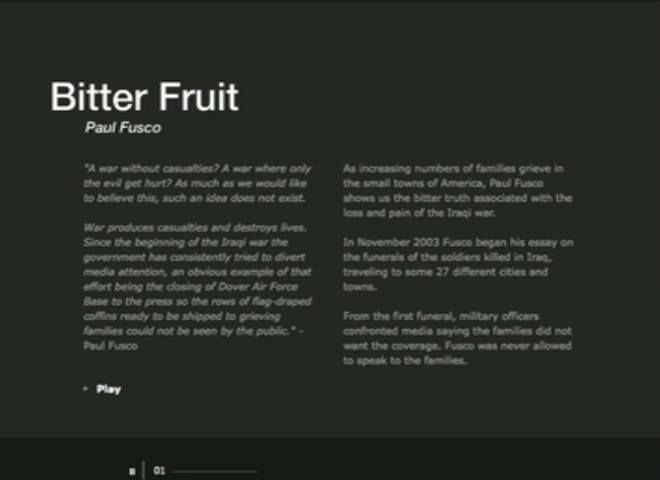 Bitter Fruit
Paul Fusco
"A war without casualties? A war where only
the evil get hurt? As much as we would like
to believe this, such an idea does not exist.
War produces casualties and destroys lives.
Since the beginning of the Iraqi war the
government has consistently tried to divert
media attention, an obvious example of that
effort being the closing of Dover Air Force
Base to the press so the rows of flag-draped
coffins ready to be shipped to grieving
families could not be seen by the public." -
Paul Fusco
As increasing numbers of families grieve in
the small towns of America, Paul Fusco
shows us the bitter truth associated with the
loss and pain of the Iraqi war.
In November 2003 Fusco began his essay on
the funerals of the soldiers killed in Iraq,
traveling to some 27 different cities and
towns.
From the first funeral, military officers
confronted media saying the families did not
want the coverage. Fusco was never allowed
to speak to the families.
Play
01